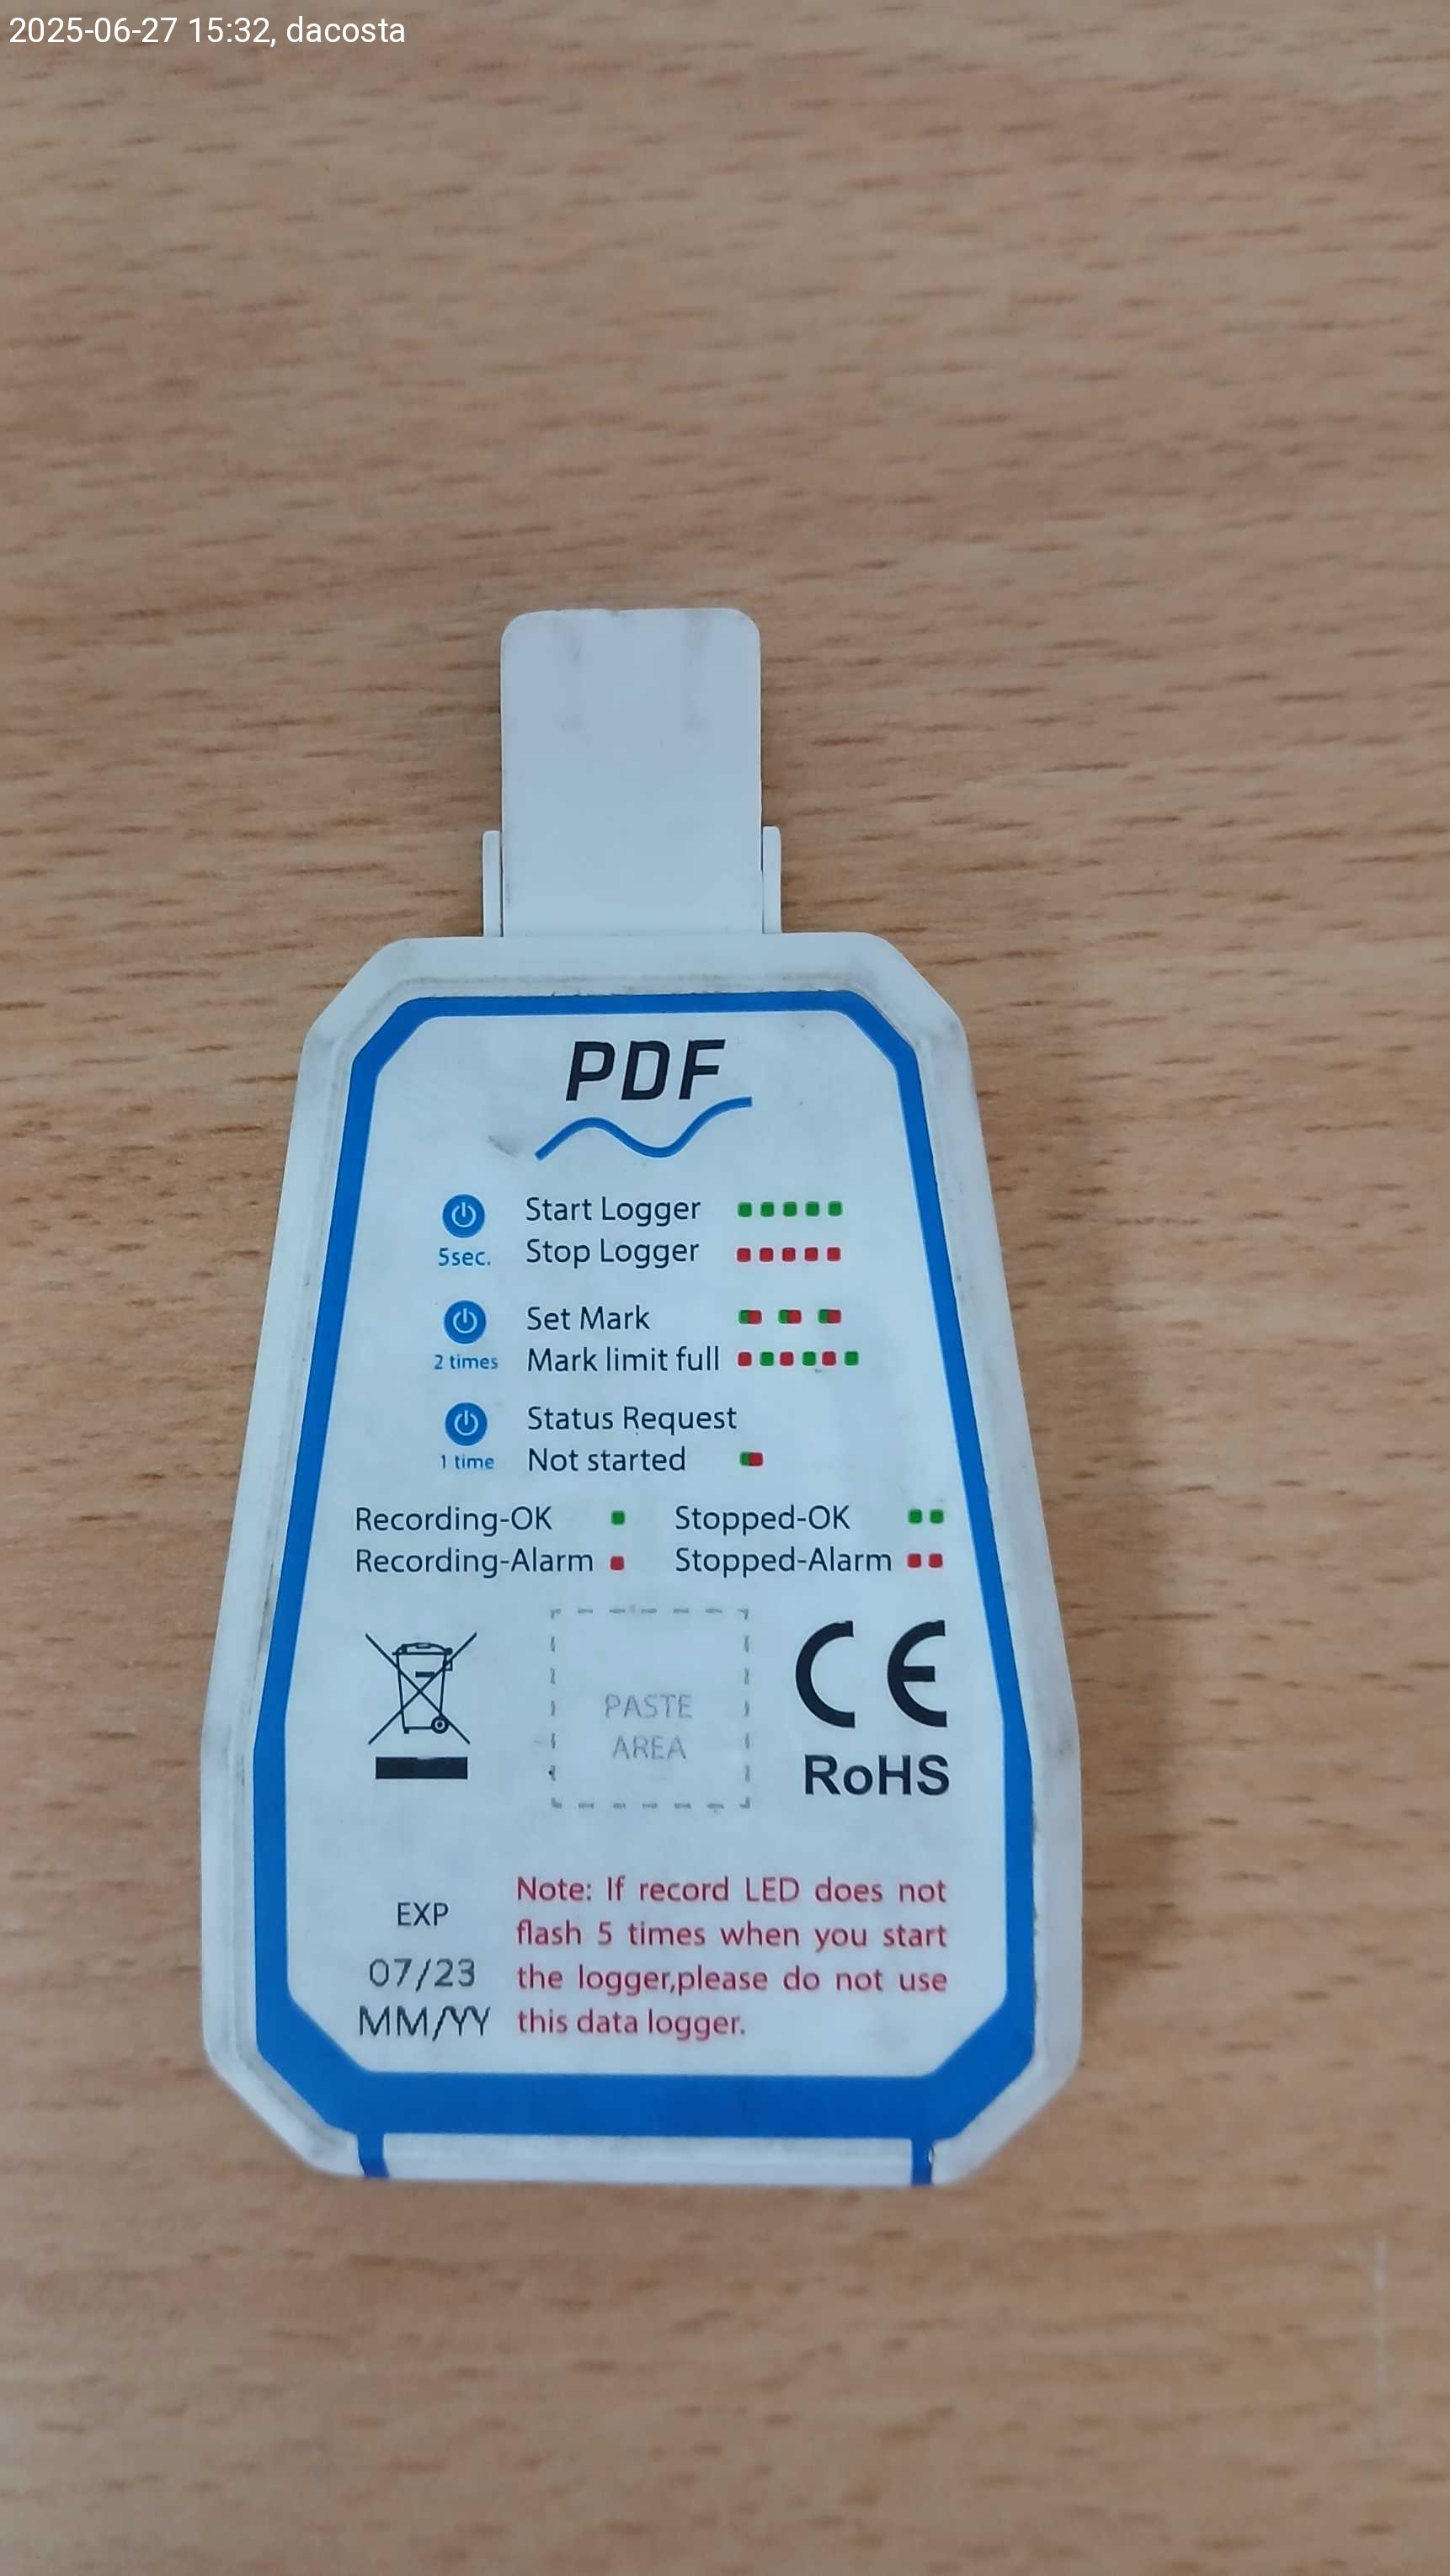 2025-06-27 15:32, dacosta
PDF
Start Logger
5sec. Stop Logger
Set Mark
2 times Mark limit full
Status Request
1 time Not started
Recording-OK Stopped-OK
Recording-Alarm Stopped-Alarm
PASTE
AREA
CE
RoHS
EXP
07/23
MM/YY
Note: If record LED does not
flash 5 times when you start
the logger,please do not use
this data logger.